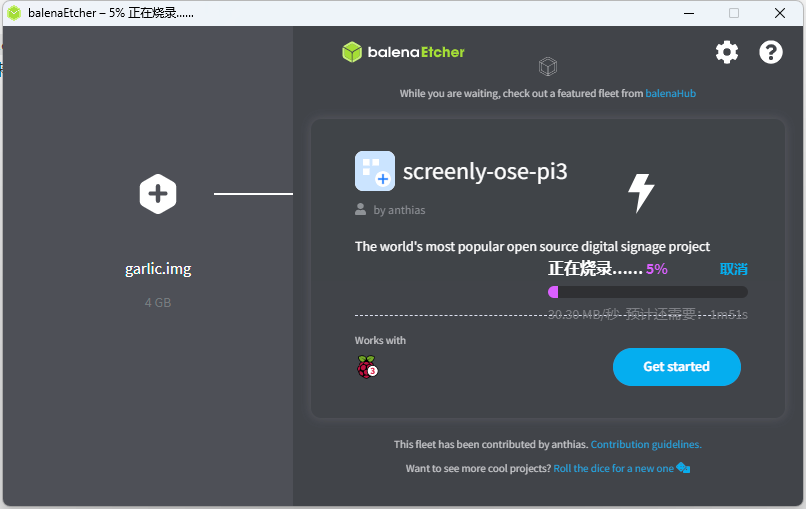 balenaEtcher – 5% 正在烧录......
balenaEtcher
While you are waiting, check out a featured fleet from balenaHub
screenly-ose-pi3
by anthias
The world's most popular open source digital signage project
garlic.img
4 GB
正在烧录...... 5% 取消
30.30 MB/秒 预计还需要：1m51s
Works with
3
Get started
This fleet has been contributed by anthias. Contribution guidelines.
Want to see more cool projects? Roll the dice for a new one